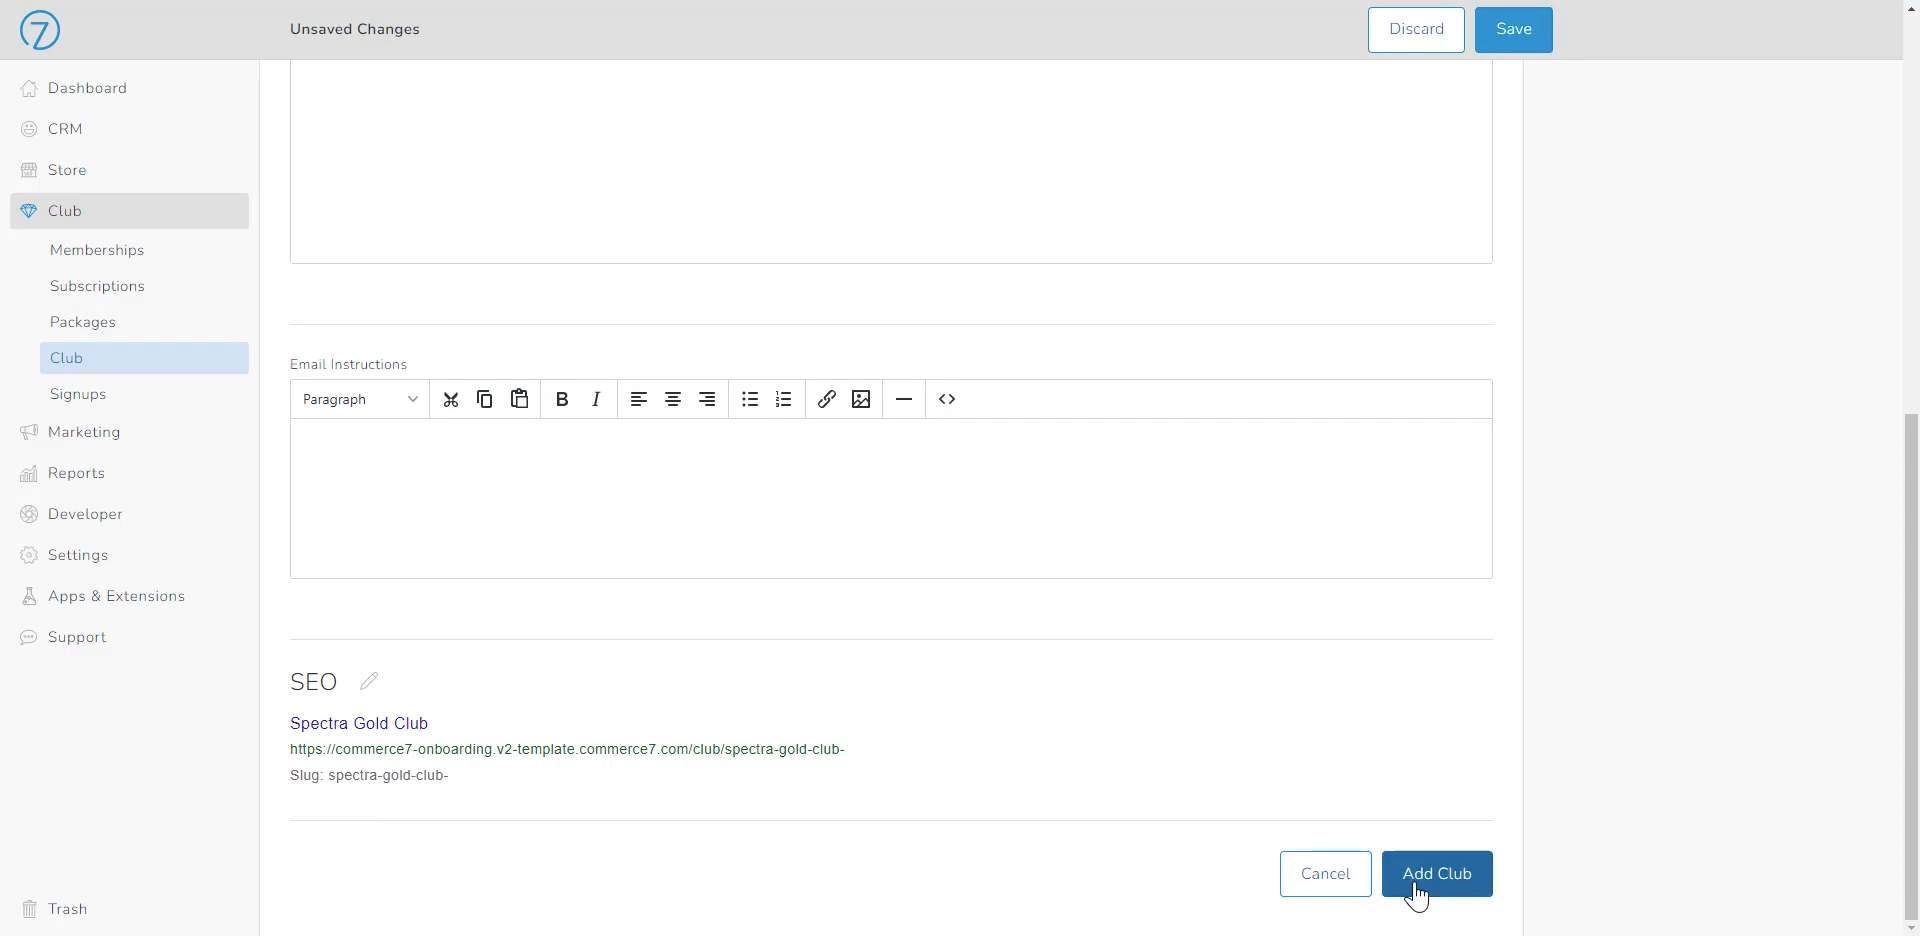 7
Unsaved Changes
Discard
Save
Dashboard
CRM
Store
Club
Memberships
Subscriptions
Packages
Club
Signups
Marketing
Reports
Developer
Settings
Apps & Extensions
Support
Trash
Email Instructions
Paragraph
B
I
SEO
Spectra Gold Club
https://commerce7-onboarding.v2-template.commerce7.com/club/spectra-gold-club-
Slug: spectra-gold-club-
Cancel
Add Club